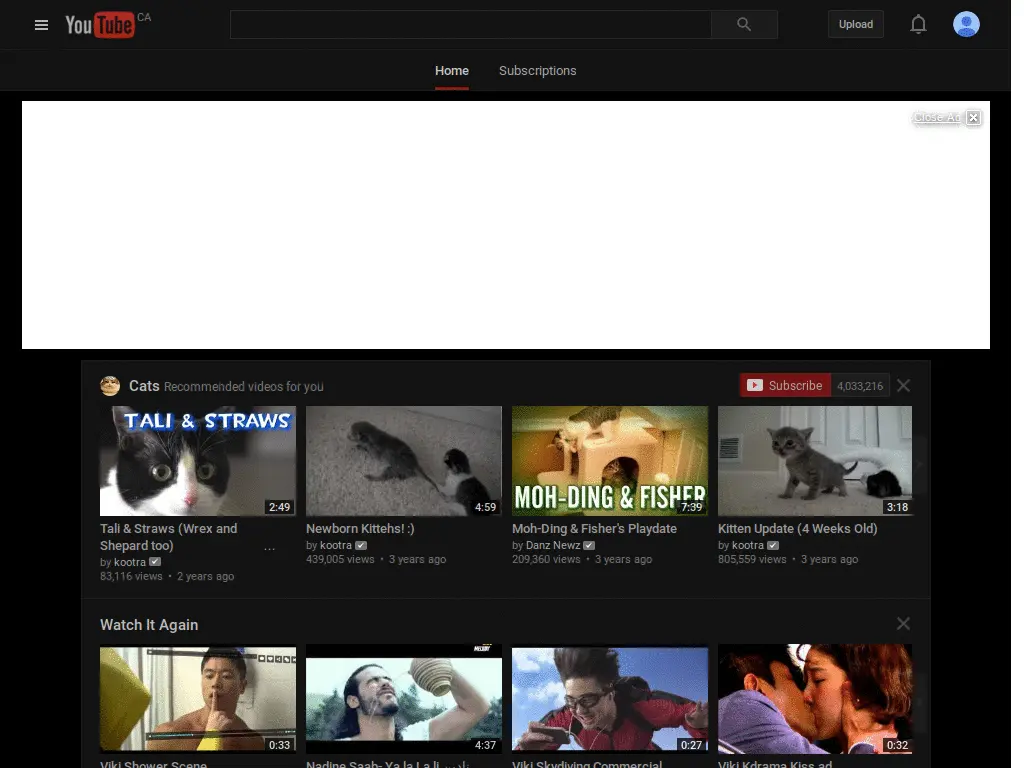 YouTube CA
Upload
Home Subscriptions
Close Ad
Cats Recommended videos for you
Subscribe 4,033,216
TALI & STRAWS
2:49
4:59
MOH-DING & FISHER
7:39
3:18
Tali & Straws (Wrex and
Shepard too)
...
by kootra
83,116 views • 2 years ago
Newborn Kittehs! :)
by kootra
439,005 views • 3 years ago
Moh-Ding & Fisher's Playdate
by Danz Newz
209,360 views • 3 years ago
Kitten Update (4 Weeks Old)
by kootra
805,559 views • 3 years ago
Watch It Again
0:33
MELODY
4:37
0:27
0:32
Viki Shower Scene
Nadine Saab- Ya la La li
Viki Skydiving Commercial
Viki Kdrama Kiss ad